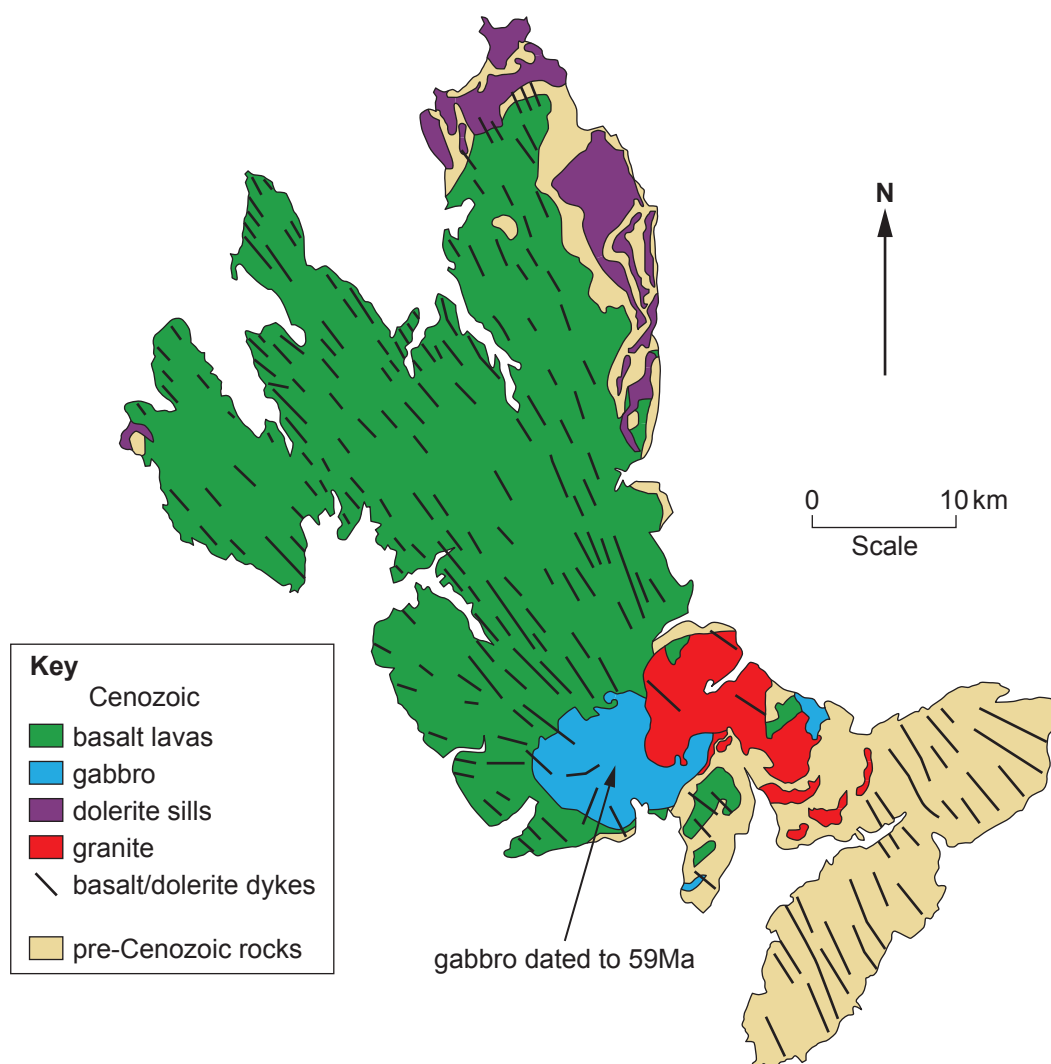 N
0 10 km
Scale
Key
Cenozoic
basalt lavas
gabbro
dolerite sills
granite
basalt/dolerite dykes
pre-Cenozoic rocks
gabbro dated to 59Ma